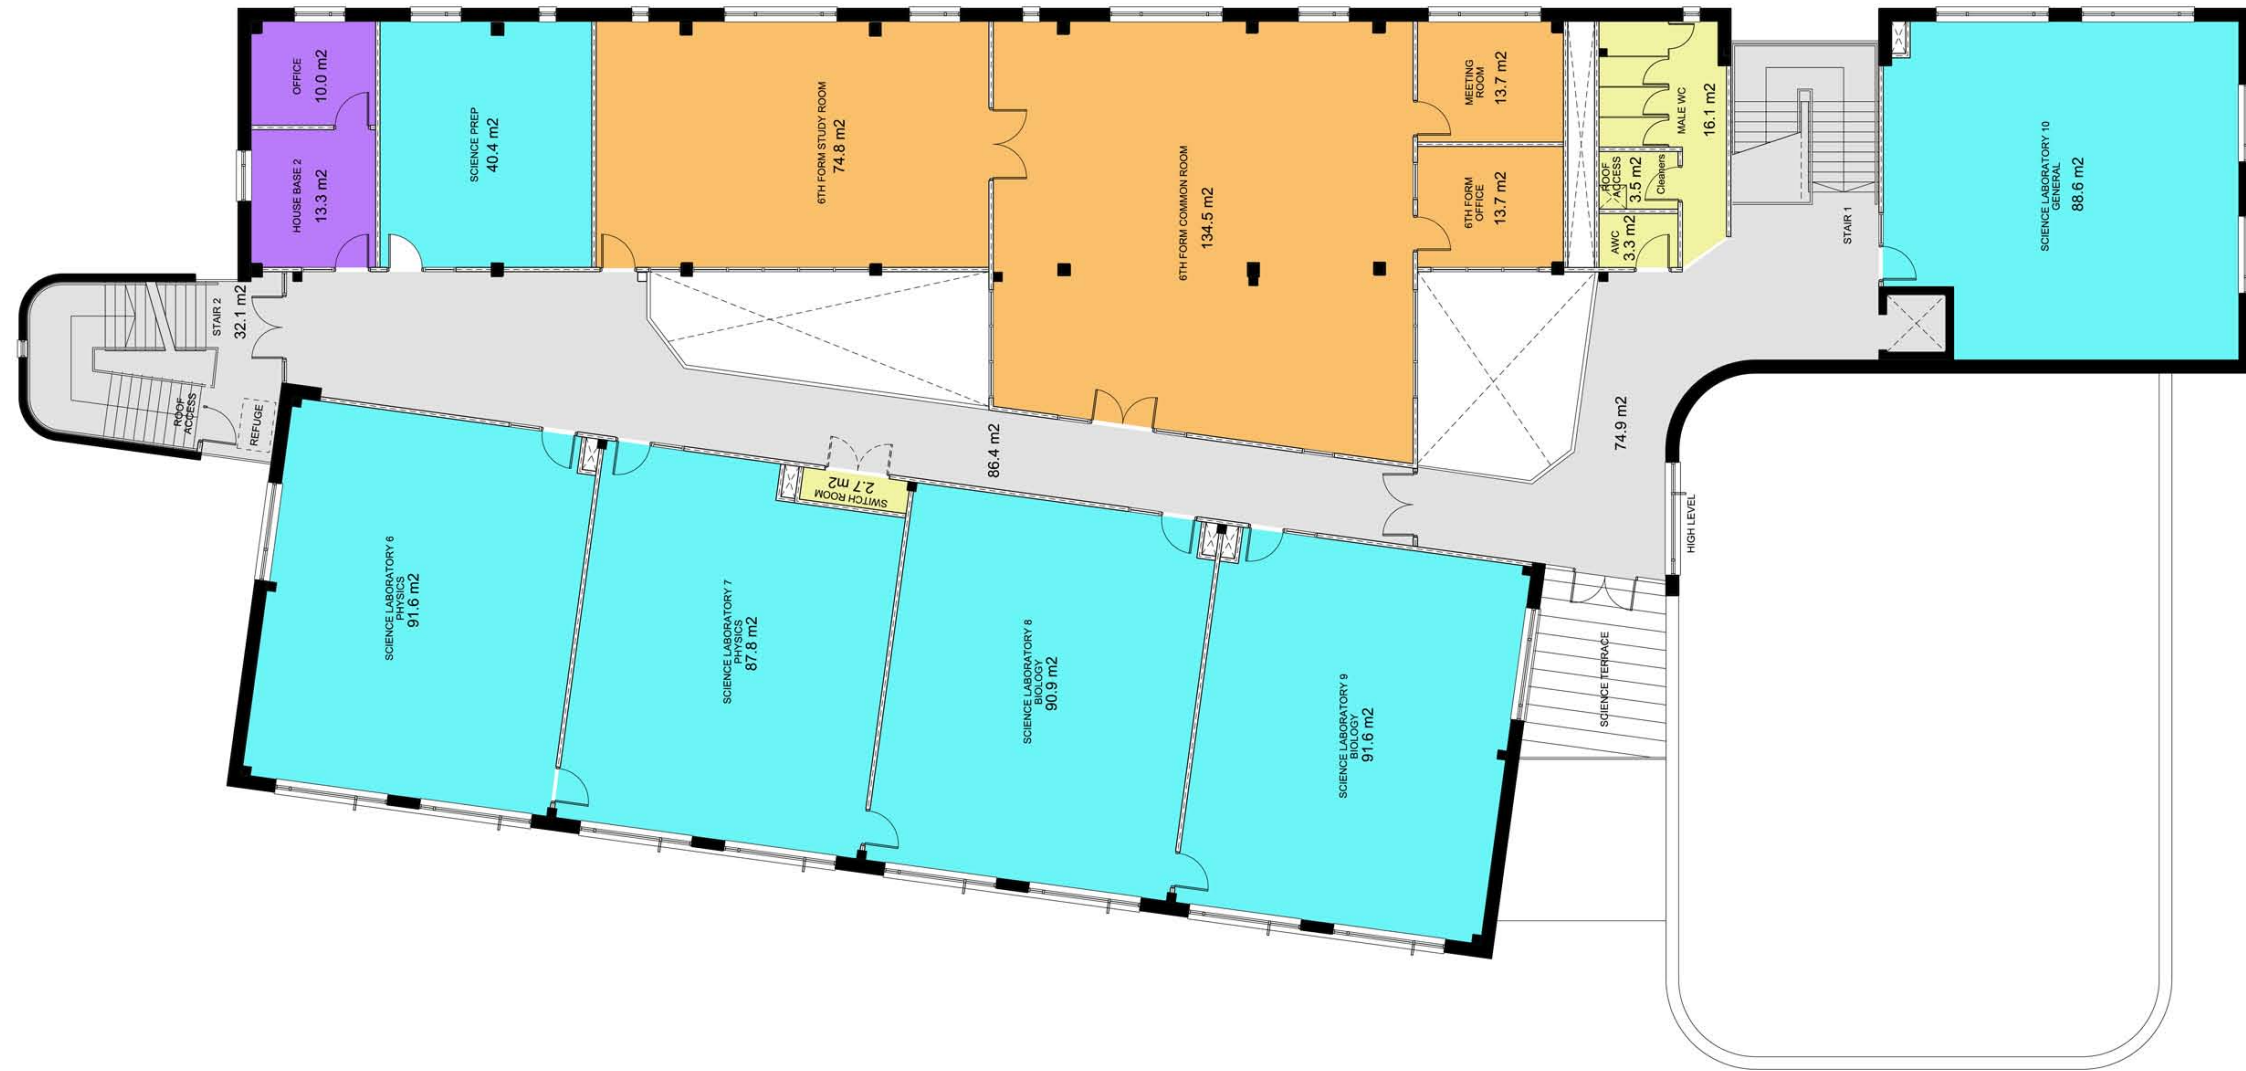 OFFICE
10.0 m2
HOUSE BASE 2
13.3 m2
SCIENCE PREP
40.4 m2
6TH FORM STUDY ROOM
74.8 m2
6TH FORM COMMON ROOM
134.5 m2
MEETING
ROOM
13.7 m2
6TH FORM
OFFICE
13.7 m2
MALE WC
16.1 m2
ROOF
ACCESS
3.5 m2
Cleaners
AWC
3.3 m2
STAIR 1
SCIENCE LABORATORY 10
GENERAL
88.6 m2
STAIR 2
32.1 m2
ROOF
ACCESS
REFUGE
86.4 m2
74.9 m2
HIGH LEVEL
SWITCH ROOM
2.7 m2
SCIENCE LABORATORY 6
PHYSICS
91.6 m2
SCIENCE LABORATORY 7
PHYSICS
87.8 m2
SCIENCE LABORATORY 8
BIOLOGY
90.9 m2
SCIENCE LABORATORY 9
BIOLOGY
91.6 m2
SCIENCE TERRACE